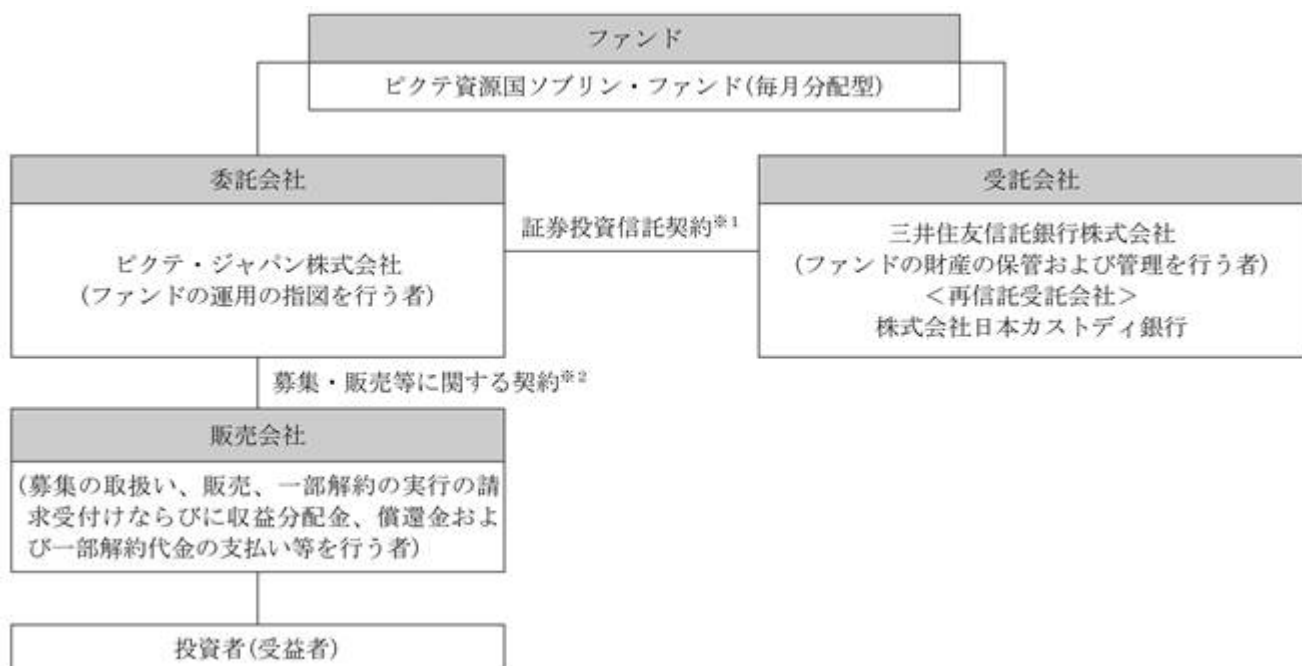 ファンド
ピクテ資源国ソブリン・ファンド(毎月分配型)
委託会社
ピクテ・ジャパン株式会社
(ファンドの運用の指図を行う者)
証券投資信託契約※1
受託会社
三井住友信託銀行株式会社
(ファンドの財産の保管および管理を行う者)
<再信託受託会社>
株式会社日本カストディ銀行
募集・販売等に関する契約※2
販売会社
(募集の取扱い、販売、一部解約の実行の請
求受付けならびに収益分配金、償還金およ
び一部解約代金の支払い等を行う者)
投資者(受益者)